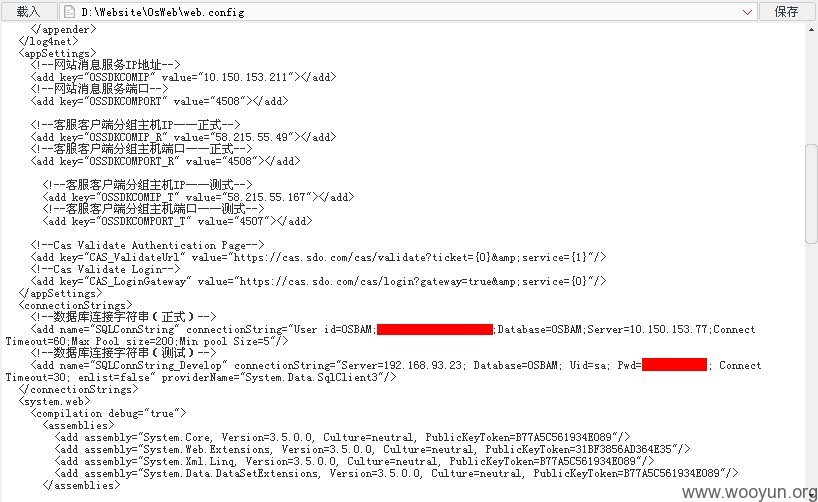 载入
D:\Website\OsWeb\web.config
保存
</appender>
</log4net>
<appSettings>
<!--网站消息服务IP地址-->
<add key="OSSDKCOMIP" value="10.150.153.211"></add>
<!--网站消息服务端口-->
<add key="OSSDKCOMPORT" value="4508"></add>
<!--客服客户端分组主机IP——正式-->
<add key="OSSDKCOMIP_R" value="58.215.55.49"></add>
<!--客服客户端分组主机端口——正式-->
<add key="OSSDKCOMPORT_R" value="4508"></add>
<!--客服客户端分组主机IP——测式-->
<add key="OSSDKCOMIP_T" value="58.215.55.167"></add>
<!--客服客户端分组主机端口——测式-->
<add key="OSSDKCOMPORT_T" value="4507"></add>
<!--Cas Validate Authentication Page-->
<add key="CAS_ValidateUrl" value="https://cas.sdo.com/cas/validate?ticket={0}&amp;service={1}"/>
<!--Cas Validate Login-->
<add key="CAS_LoginGateway" value="https://cas.sdo.com/cas/login?gateway=true&amp;service={0}"/>
</appSettings>
<connectionStrings>
<!--数据库连接字符串(正式)-->
<add name="SQLConnString" connectionString="User id=OSBAM; ;Database=OSBAM;Server=10.150.153.77;Connect
Timeout=60;Max Pool size=200;Min pool Size=5"/>
<!--数据库连接字符串(测试)-->
<add name="SQLConnString_Develop" connectionString="Server=192.168.93.23; Database=OSBAM; Uid=sa; Pwd= ; Connect
Timeout=30; enlist=false" providerName="System.Data.SqlClient3"/>
</connectionStrings>
<system.web>
<compilation debug="true">
<assemblies>
<add assembly="System.Core, Version=3.5.0.0, Culture=neutral, PublicKeyToken=B77A5C561934E089"/>
<add assembly="System.Web.Extensions, Version=3.5.0.0, Culture=neutral, PublicKeyToken=31BF3856AD364E35"/>
<add assembly="System.Xml.Linq, Version=3.5.0.0, Culture=neutral, PublicKeyToken=B77A5C561934E089"/>
<add assembly="System.Data.DataSetExtensions, Version=3.5.0.0, Culture=neutral, PublicKeyToken=B77A5C561934E089"/>
</assemblies>
www.wooyun.org